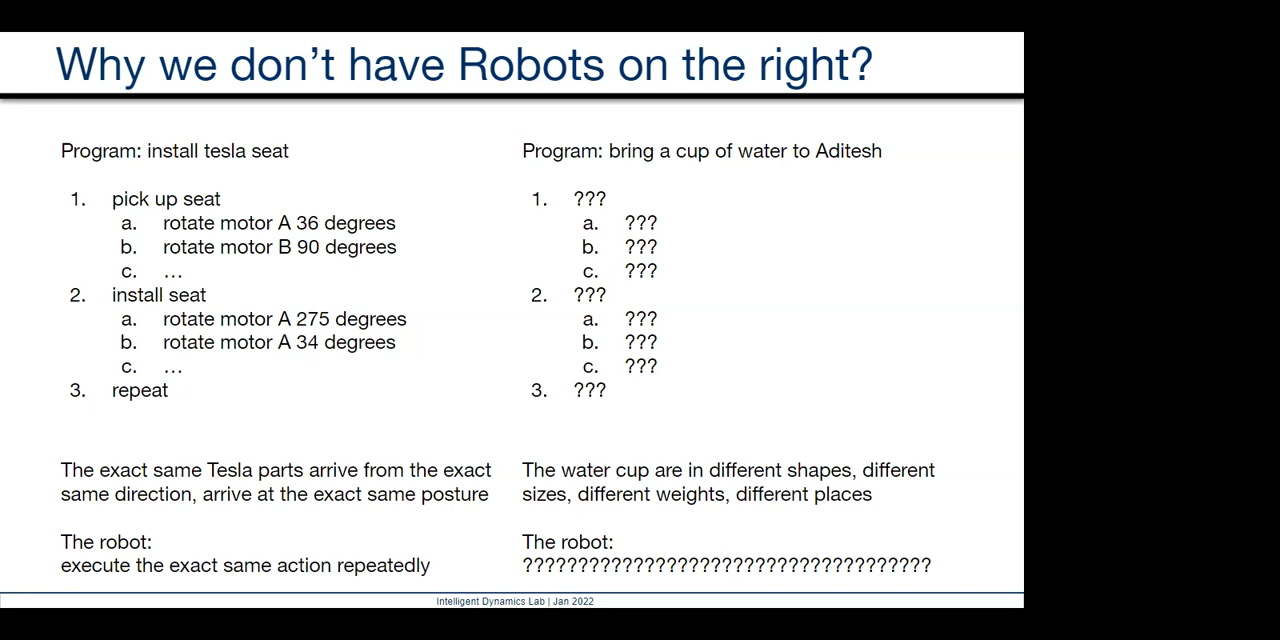 Why we don't have Robots on the right?
Program: install tesla seat
1. pick up seat
a. rotate motor A 36 degrees
b. rotate motor B 90 degrees
c. …
2. install seat
a. rotate motor A 275 degrees
b. rotate motor A 34 degrees
c. …
3. repeat
The exact same Tesla parts arrive from the exact
same direction, arrive at the exact same posture
The robot:
execute the exact same action repeatedly
Program: bring a cup of water to Aditesh
1. ???
a. ???
b. ???
c. ???
2. ???
a. ???
b. ???
c. ???
3. ???
The water cup are in different shapes, different
sizes, different weights, different places
The robot:
?????????????????????????????????????
Intelligent Dynamics Lab | Jan 2022